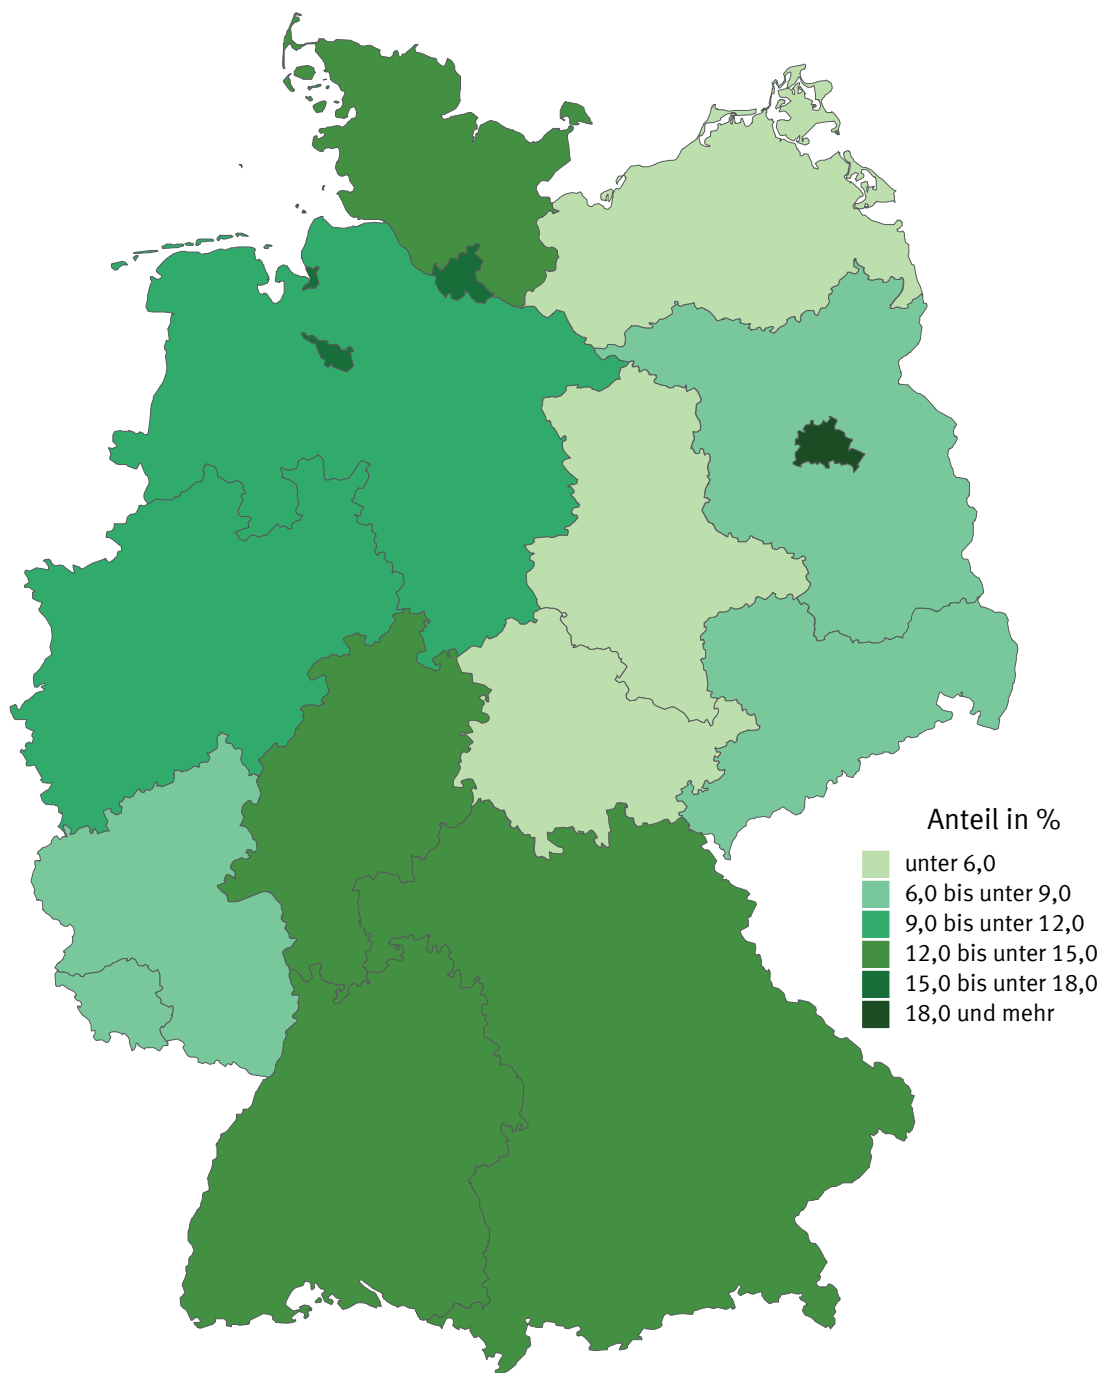 Anteil in %
unter 6,0
6,0 bis unter 9,0
9,0 bis unter 12,0
12,0 bis unter 15,0
15,0 bis unter 18,0
18,0 und mehr